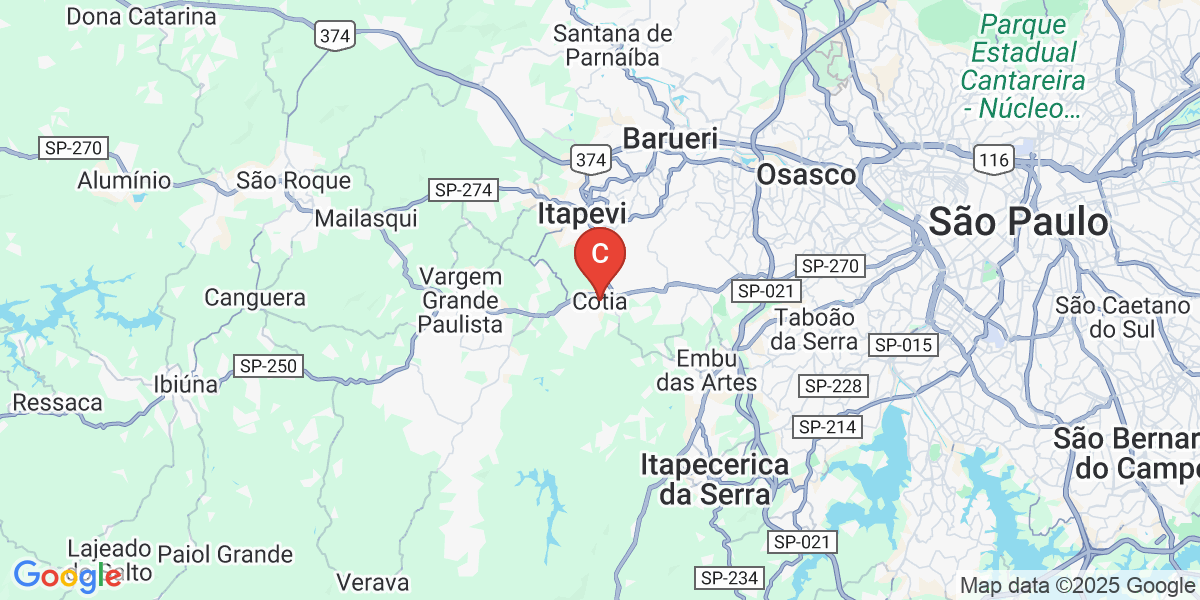 Dona Catarina
374
Santana de
Parnaíba
Parque
Estadual
Cantareira
- Núcleo...
SP-270
Alumínio
São Roque
Mailasqui
SP-274
374
Barueri
Osasco
116
Itapevi
São Paulo
C
Cotia
Vargem
Grande
Paulista
Canguera
SP-270
SP-021
Taboão
da Serra
SP-015
São Caetano
do Sul
SP-250
Ibiúna
Ressaca
Embu
das Artes
SP-228
SP-214
São Bernar
do Campo
Itapecerica
da Serra
SP-021
SP-234
Lajeado
do Salto
Paiol Grande
Verava
Google
Map data ©2025 Google